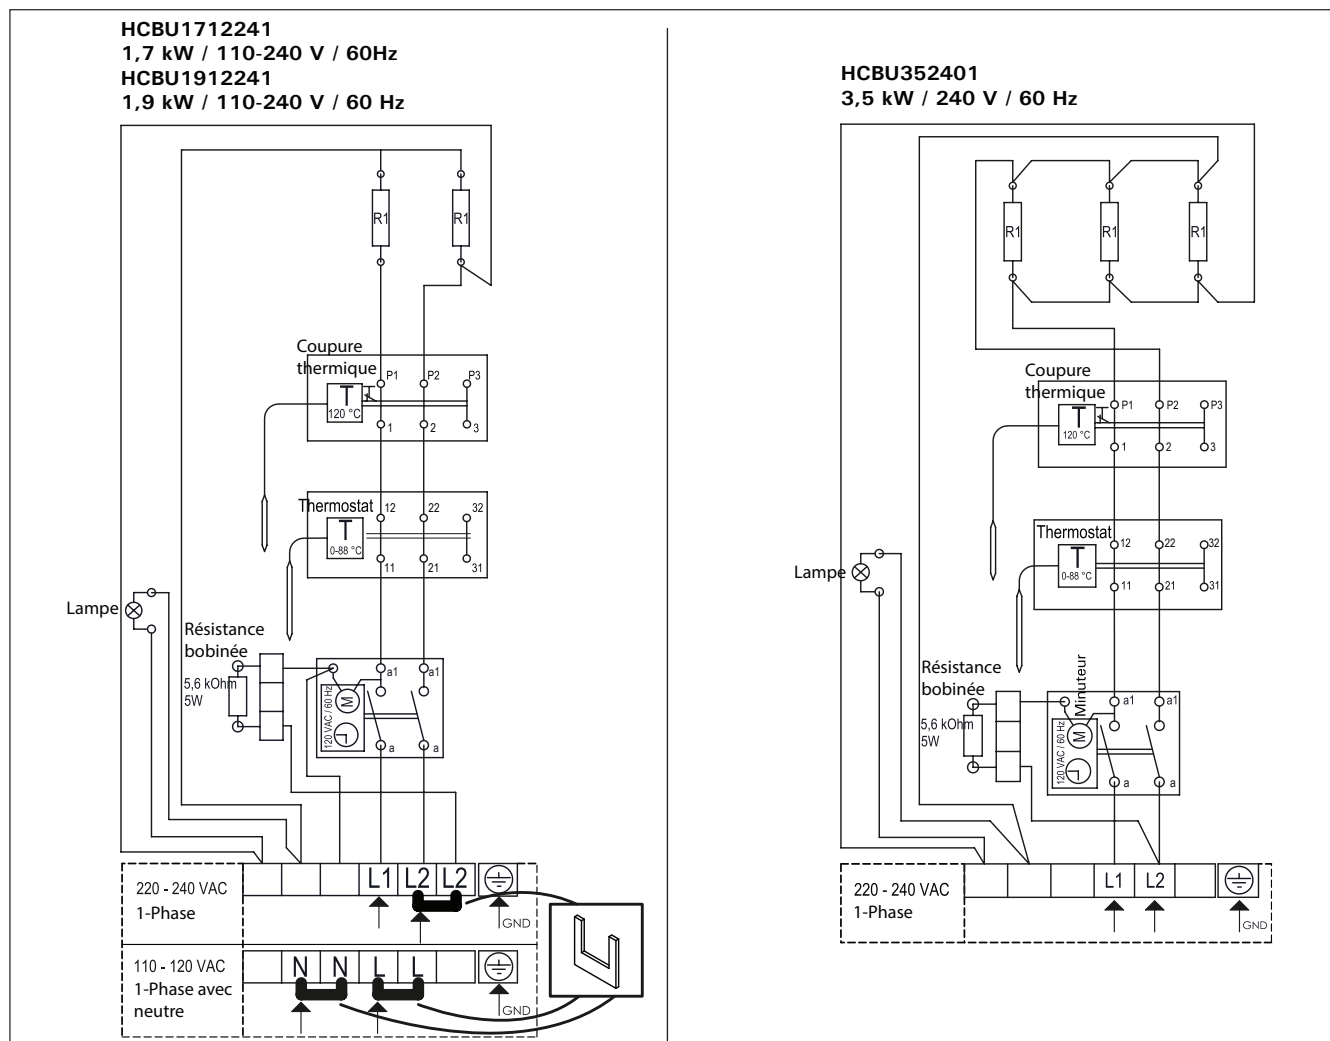 HCBU1712241
1,7 kW / 110-240 V / 60Hz
HCBU1912241
1,9 kW / 110-240 V / 60 Hz
R1 R1
Coupure
thermique
P1 P2 P3
T
120 °C
1 2 3
Thermostat
12 22 32
T
0-88 °C
11 21 31
Lampe
Résistance
bobinée
5,6 kOhm
5W
120 VAC / 60 Hz
M
a1 a1
a a
220 - 240 VAC
1-Phase
L1 L2 L2
GND
110 - 120 VAC
1-Phase avec
neutre
N N L L
GND
HCBU352401
3,5 kW / 240 V / 60 Hz
R1 R1 R1
Coupure
thermique
P1 P2 P3
T
120 °C
1 2 3
Thermostat
12 22 32
T
0-88 °C
11 21 31
Lampe
Résistance
bobinée
5,6 kOhm
5W
Minuteur
120 VAC / 60 Hz
M
a1 a1
a a
220 - 240 VAC
1-Phase
L1 L2
GND